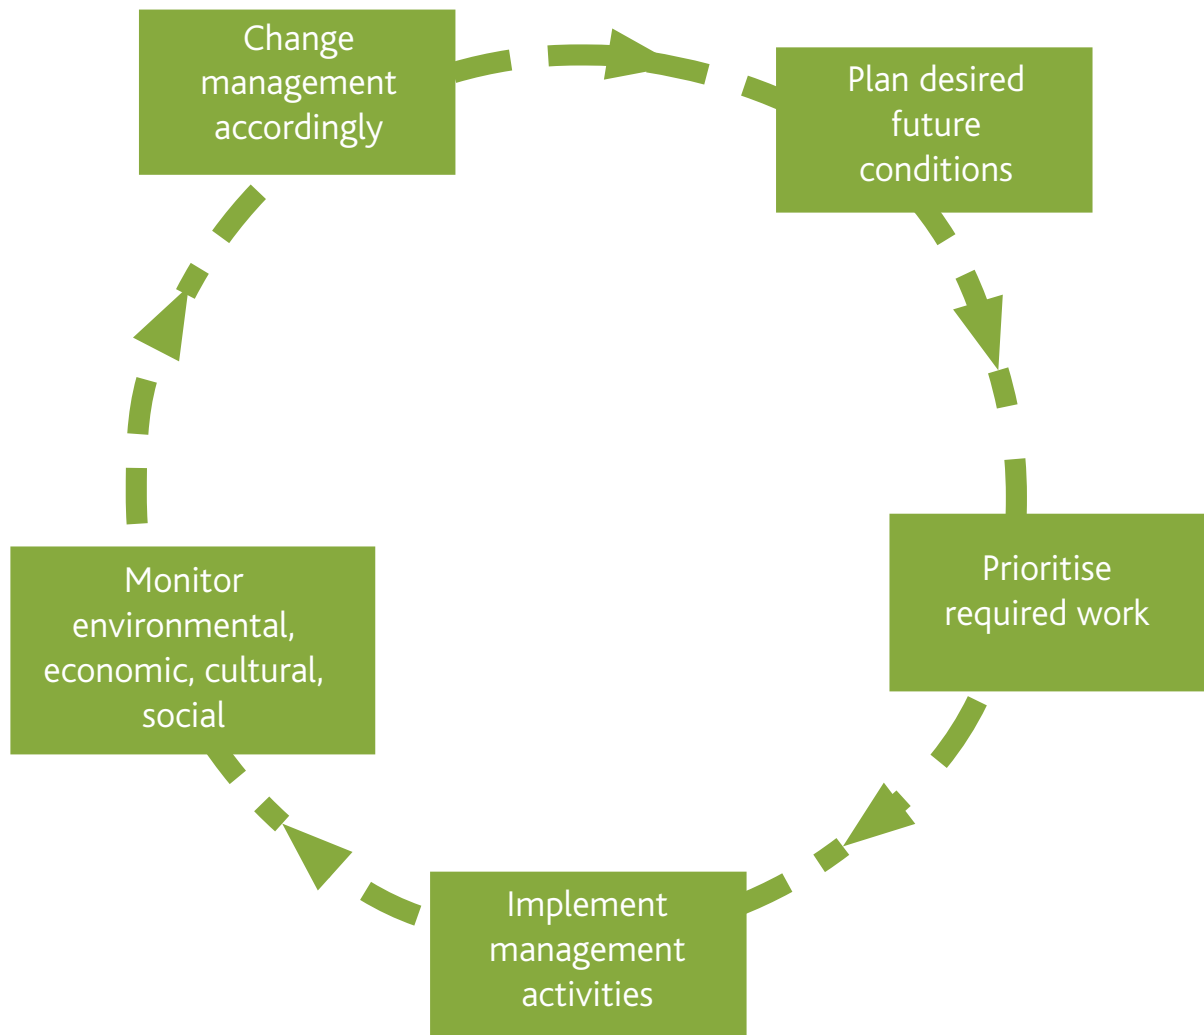 Change
management
accordingly
Plan desired
future
conditions
Prioritise
required work
Monitor
environmental,
economic, cultural,
social
Implement
management
activities